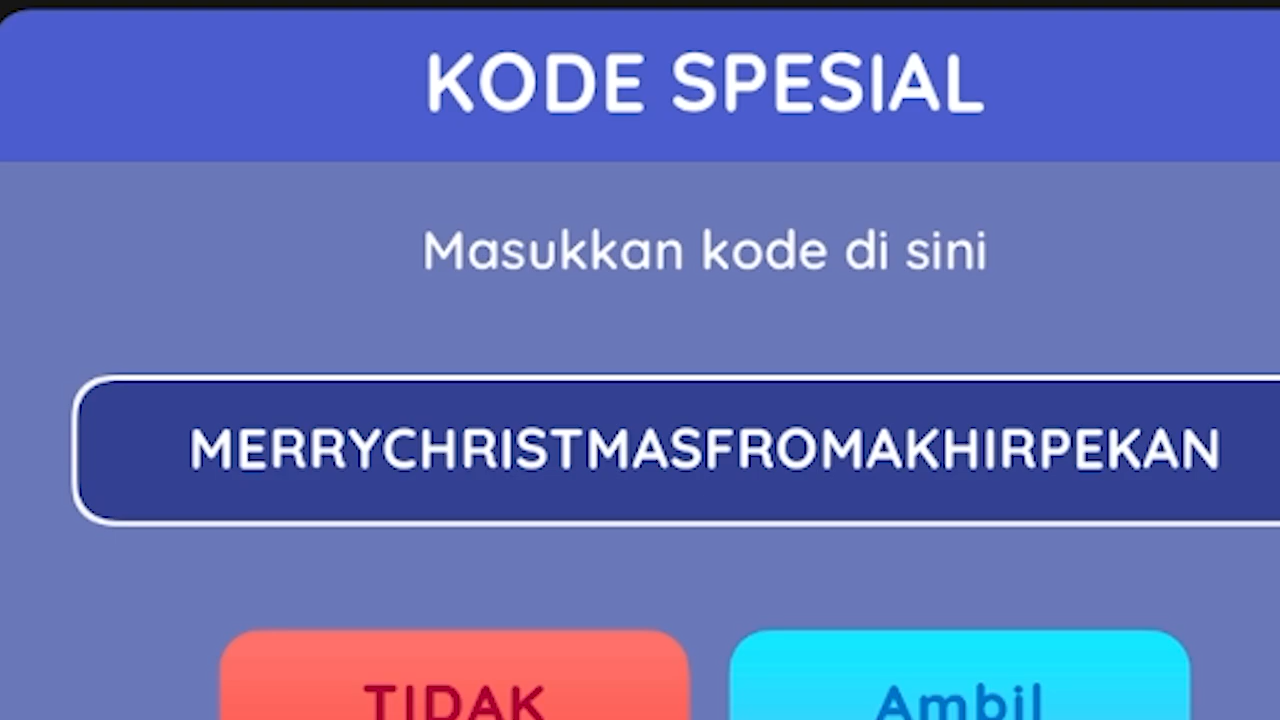 KODE SPESIAL
Masukkan kode di sini
MERRYCHRISTMASFROMAKHIRPEKAN
TIDAK
Ambil